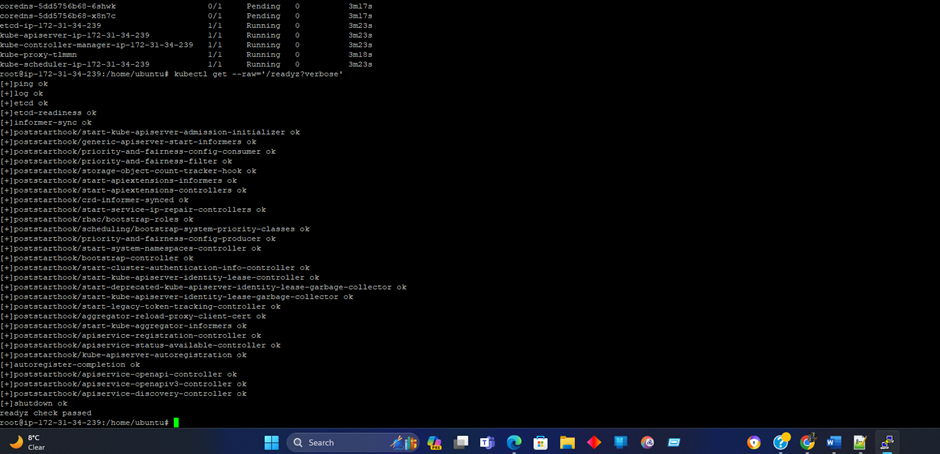 coredns-5dd5756b68-6shwk 0/1 Pending 0 3m17s
coredns-5dd5756b68-x8n7c 0/1 Pending 0 3m17s
etcd-ip-172-31-34-239 1/1 Running 0 3m23s
kube-apiserver-ip-172-31-34-239 1/1 Running 0 3m23s
kube-controller-manager-ip-172-31-34-239 1/1 Running 0 3m23s
kube-proxy-tlmmn 1/1 Running 0 3m18s
kube-scheduler-ip-172-31-34-239 1/1 Running 0 3m23s
root@ip-172-31-34-239:/home/ubuntu# kubectl get --raw='/readyz?verbose'
[+]ping ok
[+]log ok
[+]etcd ok
[+]etcd-readiness ok
[+]informer-sync ok
[+]poststarthook/start-kube-apiserver-admission-initializer ok
[+]poststarthook/generic-apiserver-start-informers ok
[+]poststarthook/priority-and-fairness-config-consumer ok
[+]poststarthook/priority-and-fairness-filter ok
[+]poststarthook/storage-object-count-tracker-hook ok
[+]poststarthook/start-apiextensions-informers ok
[+]poststarthook/start-apiextensions-controllers ok
[+]poststarthook/crd-informer-synced ok
[+]poststarthook/start-service-ip-repair-controllers ok
[+]poststarthook/rbac/bootstrap-roles ok
[+]poststarthook/scheduling/bootstrap-system-priority-classes ok
[+]poststarthook/priority-and-fairness-config-producer ok
[+]poststarthook/start-system-namespaces-controller ok
[+]poststarthook/bootstrap-controller ok
[+]poststarthook/start-cluster-authentication-info-controller ok
[+]poststarthook/start-kube-apiserver-identity-lease-controller ok
[+]poststarthook/start-deprecated-kube-apiserver-identity-lease-garbage-collector ok
[+]poststarthook/start-kube-apiserver-identity-lease-garbage-collector ok
[+]poststarthook/start-legacy-token-tracking-controller ok
[+]poststarthook/aggregator-reload-proxy-client-cert ok
[+]poststarthook/start-kube-aggregator-informers ok
[+]poststarthook/apiservice-registration-controller ok
[+]poststarthook/apiservice-status-available-controller ok
[+]poststarthook/kube-apiserver-autoregistration ok
[+]autoregister-completion ok
[+]poststarthook/apiservice-openapi-controller ok
[+]poststarthook/apiservice-openapiv3-controller ok
[+]poststarthook/apiservice-discovery-controller ok
[+]shutdown ok
readyz check passed
root@ip-172-31-34-239:/home/ubuntu#
8°C
Clear
Search